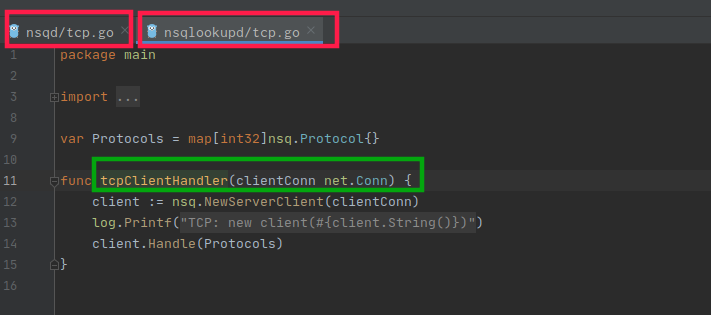 nsqd/tcp.go × nsqlookupd/tcp.go ×
1 package main
2
3 import ...
8
9 var Protocols = map[int32]nsq.Protocol{}
10
11 func tcpClientHandler(clientConn net.Conn) {
12 client := nsq.NewServerClient(clientConn)
13 log.Printf("TCP: new client(#{client.String()})")
14 client.Handle(Protocols)
15 }
16